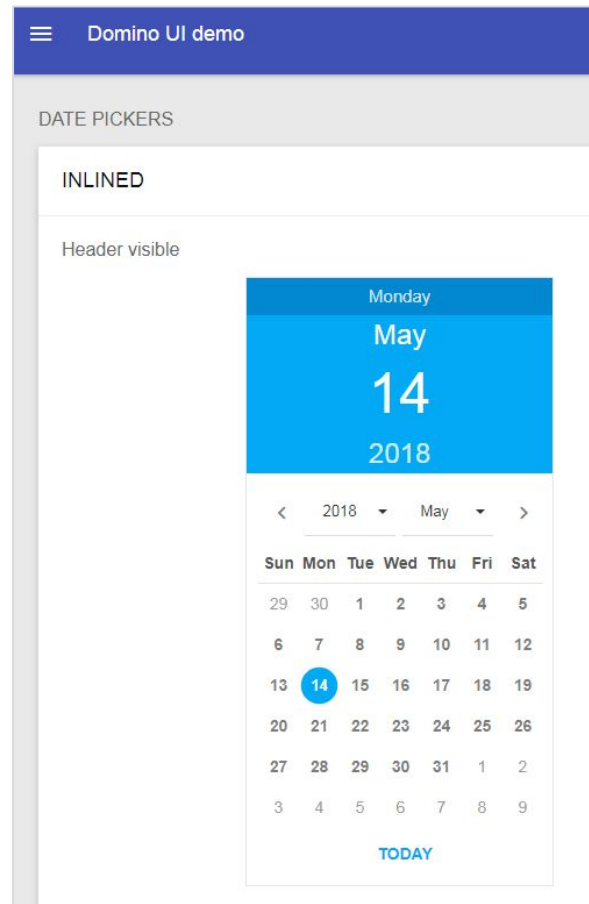 Domino UI demo
DATE PICKERS
INLINED
Header visible
Monday
May
14
2018
2018 May
Sun Mon Tue Wed Thu Fri Sat
29 30 1 2 3 4 5
6 7 8 9 10 11 12
13 14 15 16 17 18 19
20 21 22 23 24 25 26
27 28 29 30 31 1 2
3 4 5 6 7 8 9
TODAY